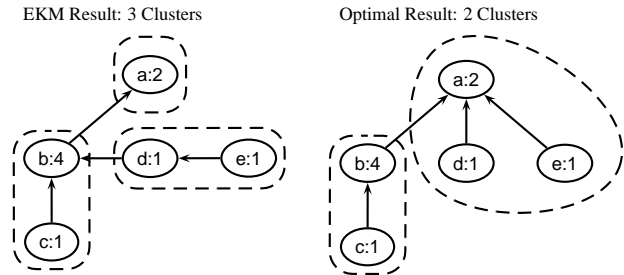 EKM Result: 3 Clusters
a:2
b:4
d:1
e:1
c:1
Optimal Result: 2 Clusters
a:2
b:4
d:1
e:1
c:1